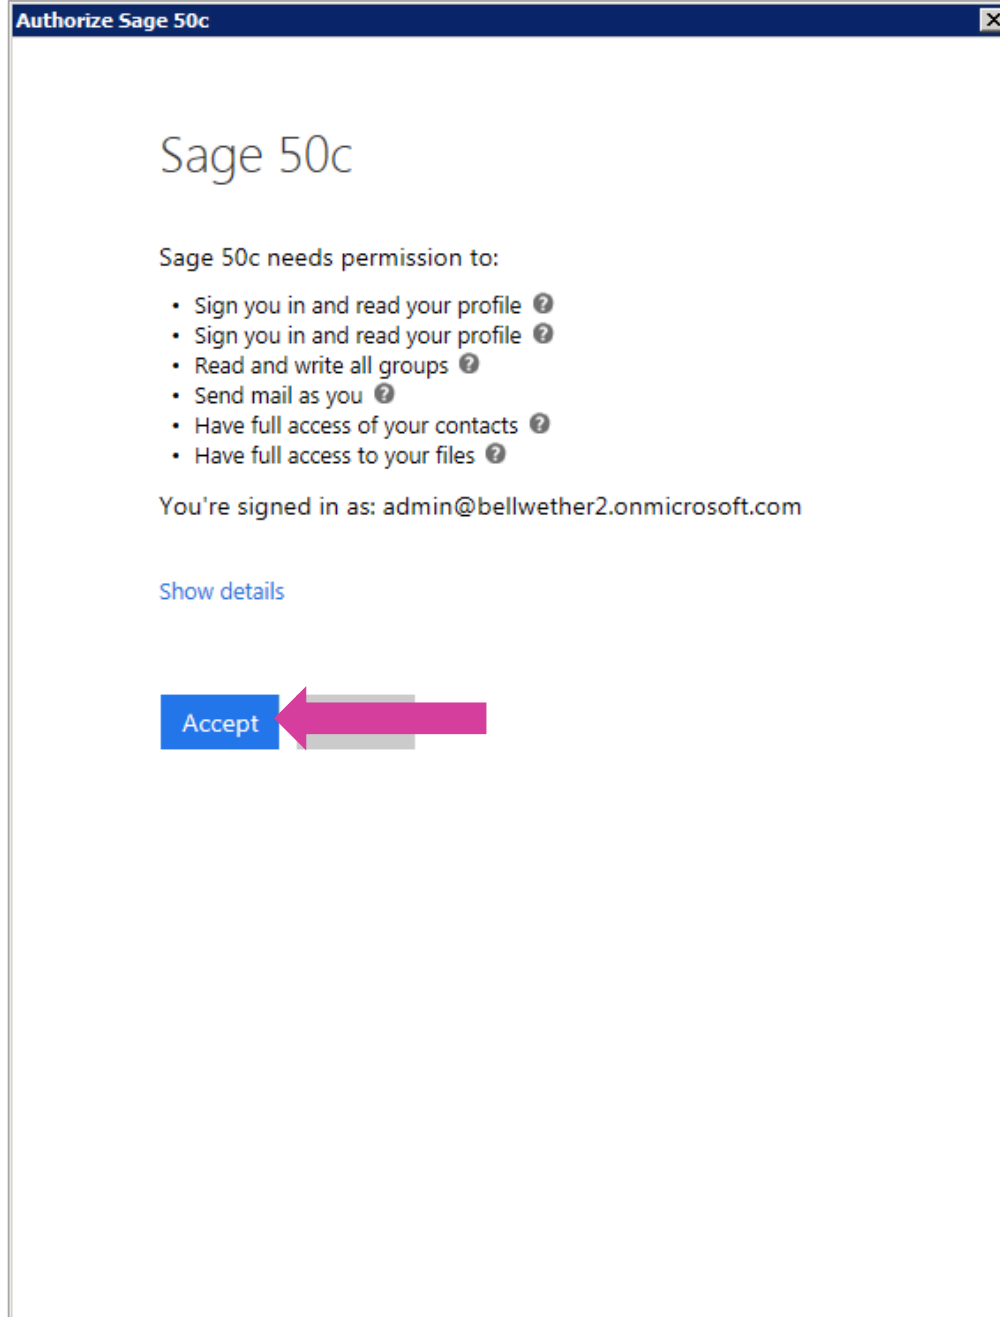 Authorize Sage 50c
Sage 50c
Sage 50c needs permission to:
• Sign you in and read your profile ?
• Sign you in and read your profile ?
• Read and write all groups ?
• Send mail as you ?
• Have full access of your contacts ?
• Have full access to your files ?
You're signed in as: admin@bellwether2.onmicrosoft.com
Show details
Accept